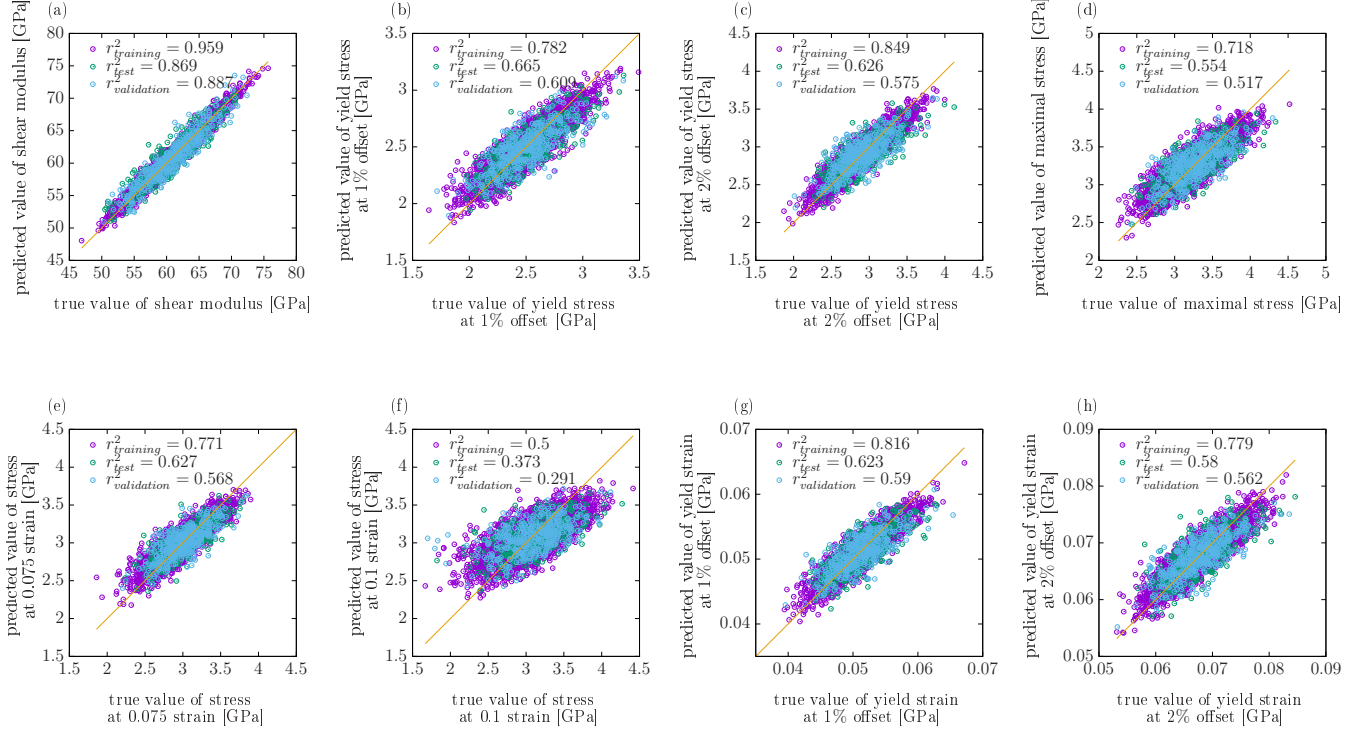 (a)
predicted value of shear modulus [GPa]
80
75
70
65
60
55
50
45
r²training = 0.959
r²test = 0.869
r²validation = 0.887
45 50 55 60 65 70 75 80
true value of shear modulus [GPa]
(b)
predicted value of yield stress
at 1% offset [GPa]
3.5
3
2.5
2
1.5
r²training = 0.782
r²test = 0.665
r²validation = 0.609
1.5 2 2.5 3 3.5
true value of yield stress
at 1% offset [GPa]
(c)
predicted value of yield stress
at 2% offset [GPa]
4.5
4
3.5
3
2.5
2
1.5
r²training = 0.849
r²test = 0.626
r²validation = 0.575
1.5 2 2.5 3 3.5 4 4.5
true value of yield stress
at 2% offset [GPa]
(d)
predicted value of maximal stress [GPa]
5
4.5
4
3.5
3
2.5
2
r²training = 0.718
r²test = 0.554
r²validation = 0.517
2 2.5 3 3.5 4 4.5 5
true value of maximal stress [GPa]
(e)
predicted value of stress
at 0.075 strain [GPa]
4.5
4
3.5
3
2.5
2
1.5
r²training = 0.771
r²test = 0.627
r²validation = 0.568
1.5 2 2.5 3 3.5 4 4.5
true value of stress
at 0.075 strain [GPa]
(f)
predicted value of stress
at 0.1 strain [GPa]
4.5
4
3.5
3
2.5
2
1.5
r²training = 0.5
r²test = 0.373
r²validation = 0.291
1.5 2 2.5 3 3.5 4 4.5
true value of stress
at 0.1 strain [GPa]
(g)
predicted value of yield strain
at 1% offset [GPa]
0.07
0.06
0.05
0.04
r²training = 0.816
r²test = 0.623
r²validation = 0.59
0.04 0.05 0.06 0.07
true value of yield strain
at 1% offset [GPa]
(h)
predicted value of yield strain
at 2% offset [GPa]
0.09
0.08
0.07
0.06
0.05
r²training = 0.779
r²test = 0.58
r²validation = 0.562
0.05 0.06 0.07 0.08 0.09
true value of yield strain
at 2% offset [GPa]